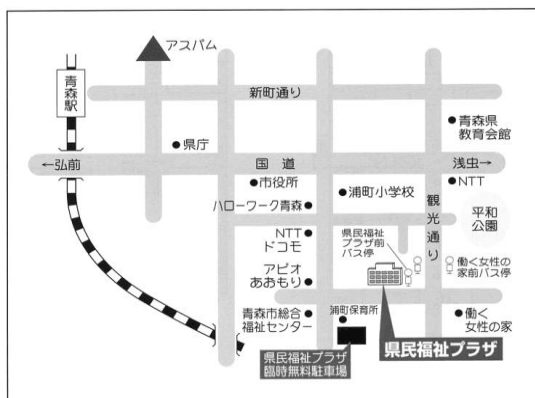 アスパム
青森駅
新町通り
青森県
教育会館
県庁
←弘前
国道
浅虫→
市役所
浦町小学校
NTT
ハローワーク青森
観光通り
平和
公園
NTT
ドコモ
県民福祉
プラザ前
バス停
働く女性の
家前バス停
アピオ
あおもり
青森市総合
福祉センター
浦町保育所
働く
女性の家
県民福祉プラザ
県民福祉プラザ
臨時無料駐車場